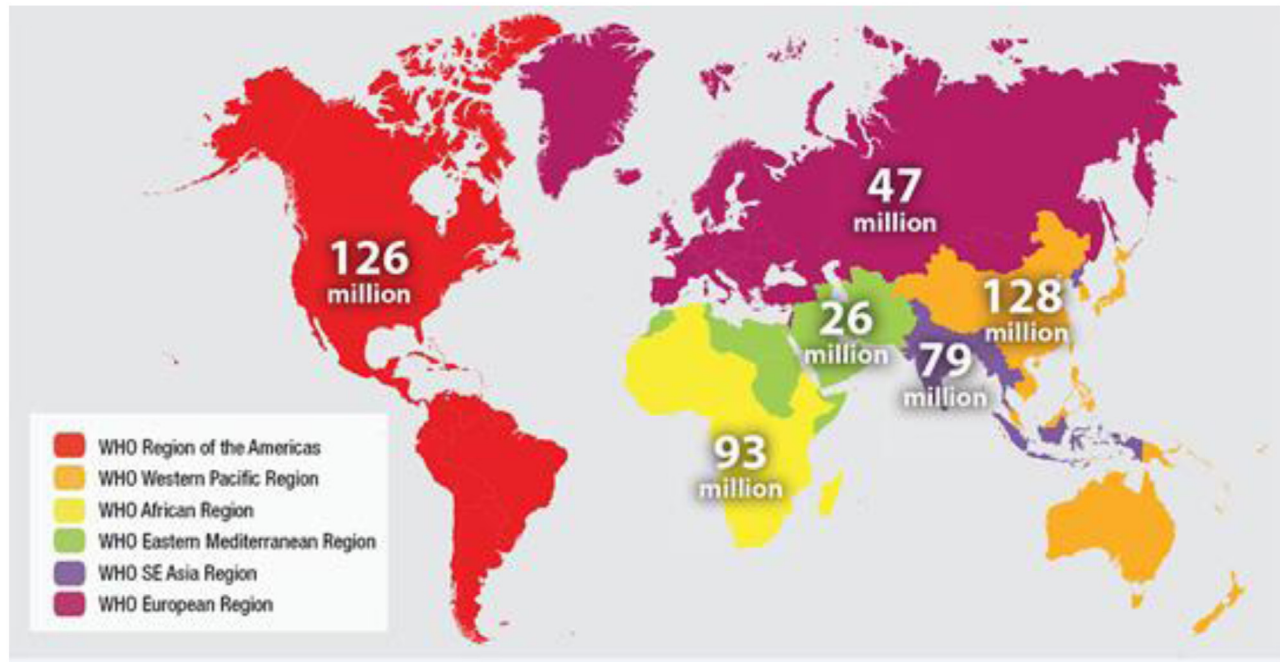 47
million
126
million
128
million
26
million
79
million
93
million
WHO Region of the Americas
WHO Western Pacific Region
WHO African Region
WHO Eastern Mediterranean Region
WHO SE Asia Region
WHO European Region